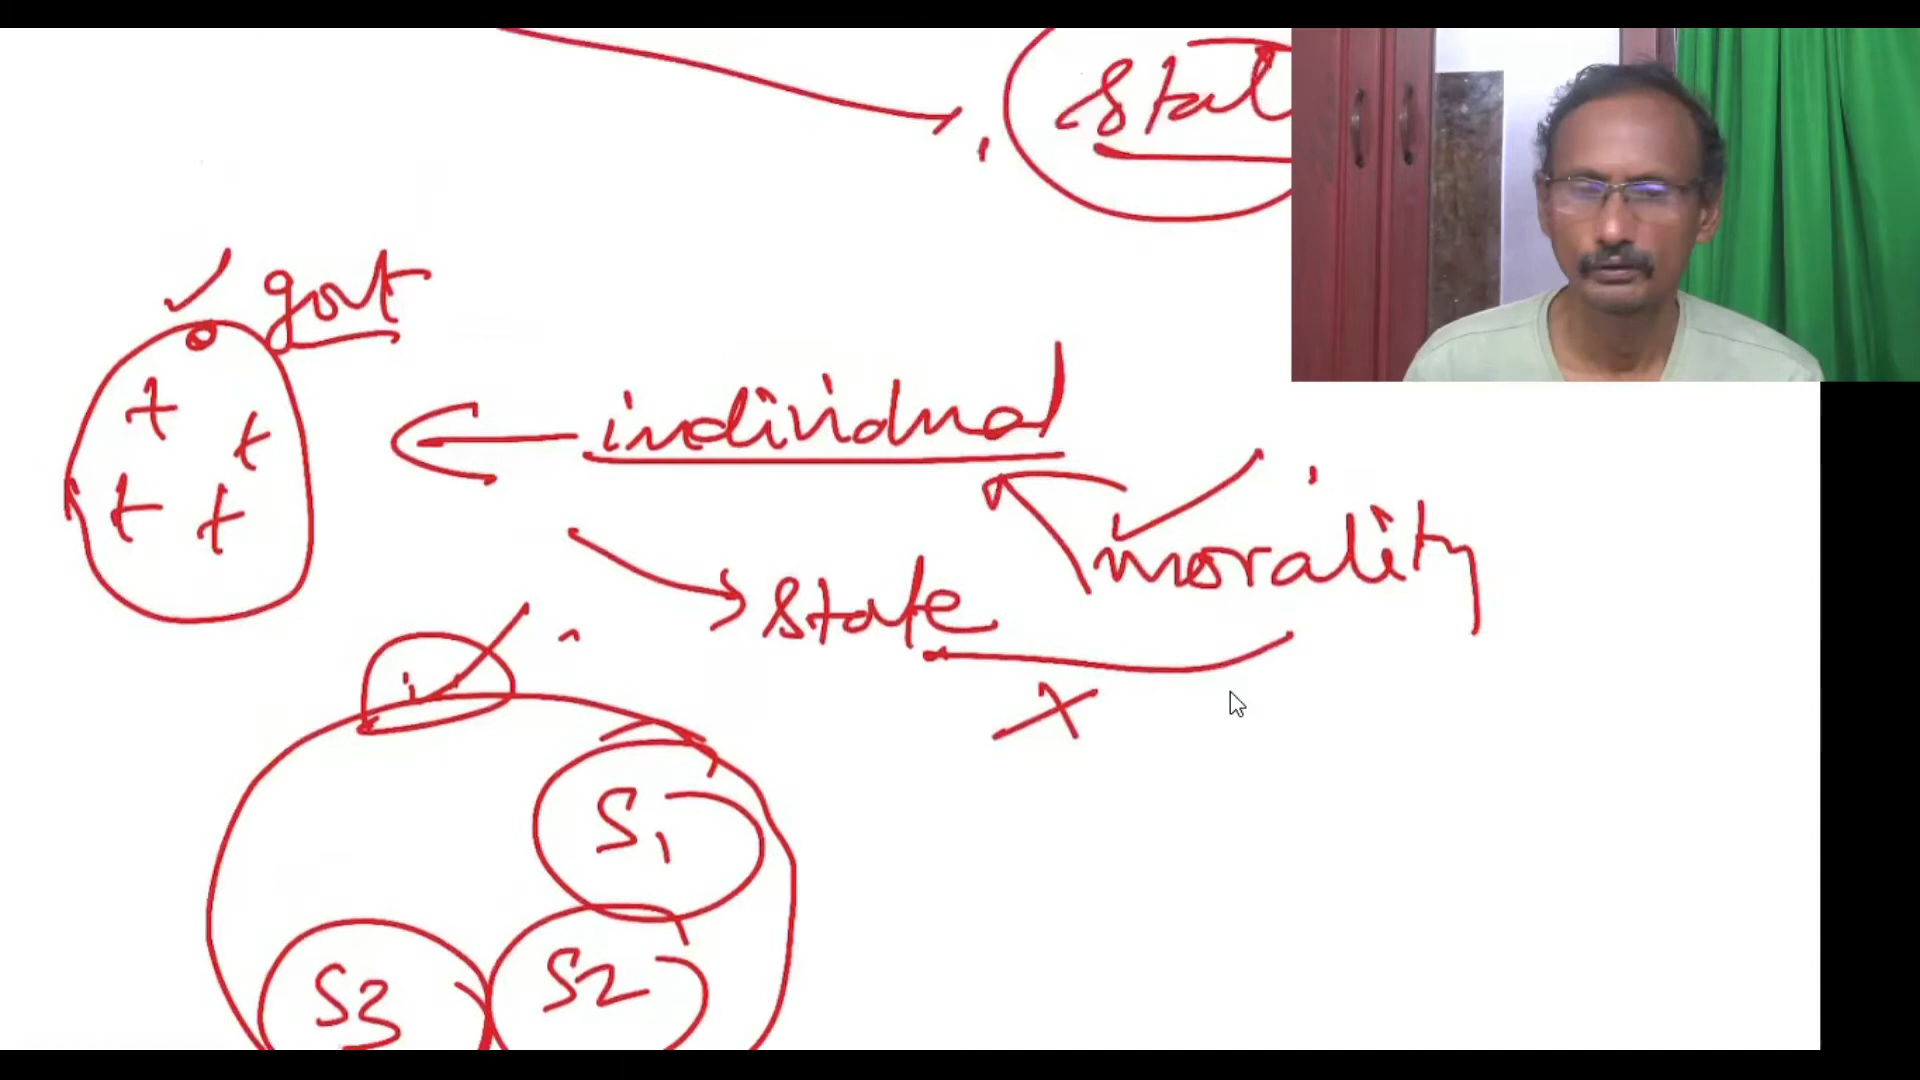 stat
govt
individual
morality
state
S1
S2
S3